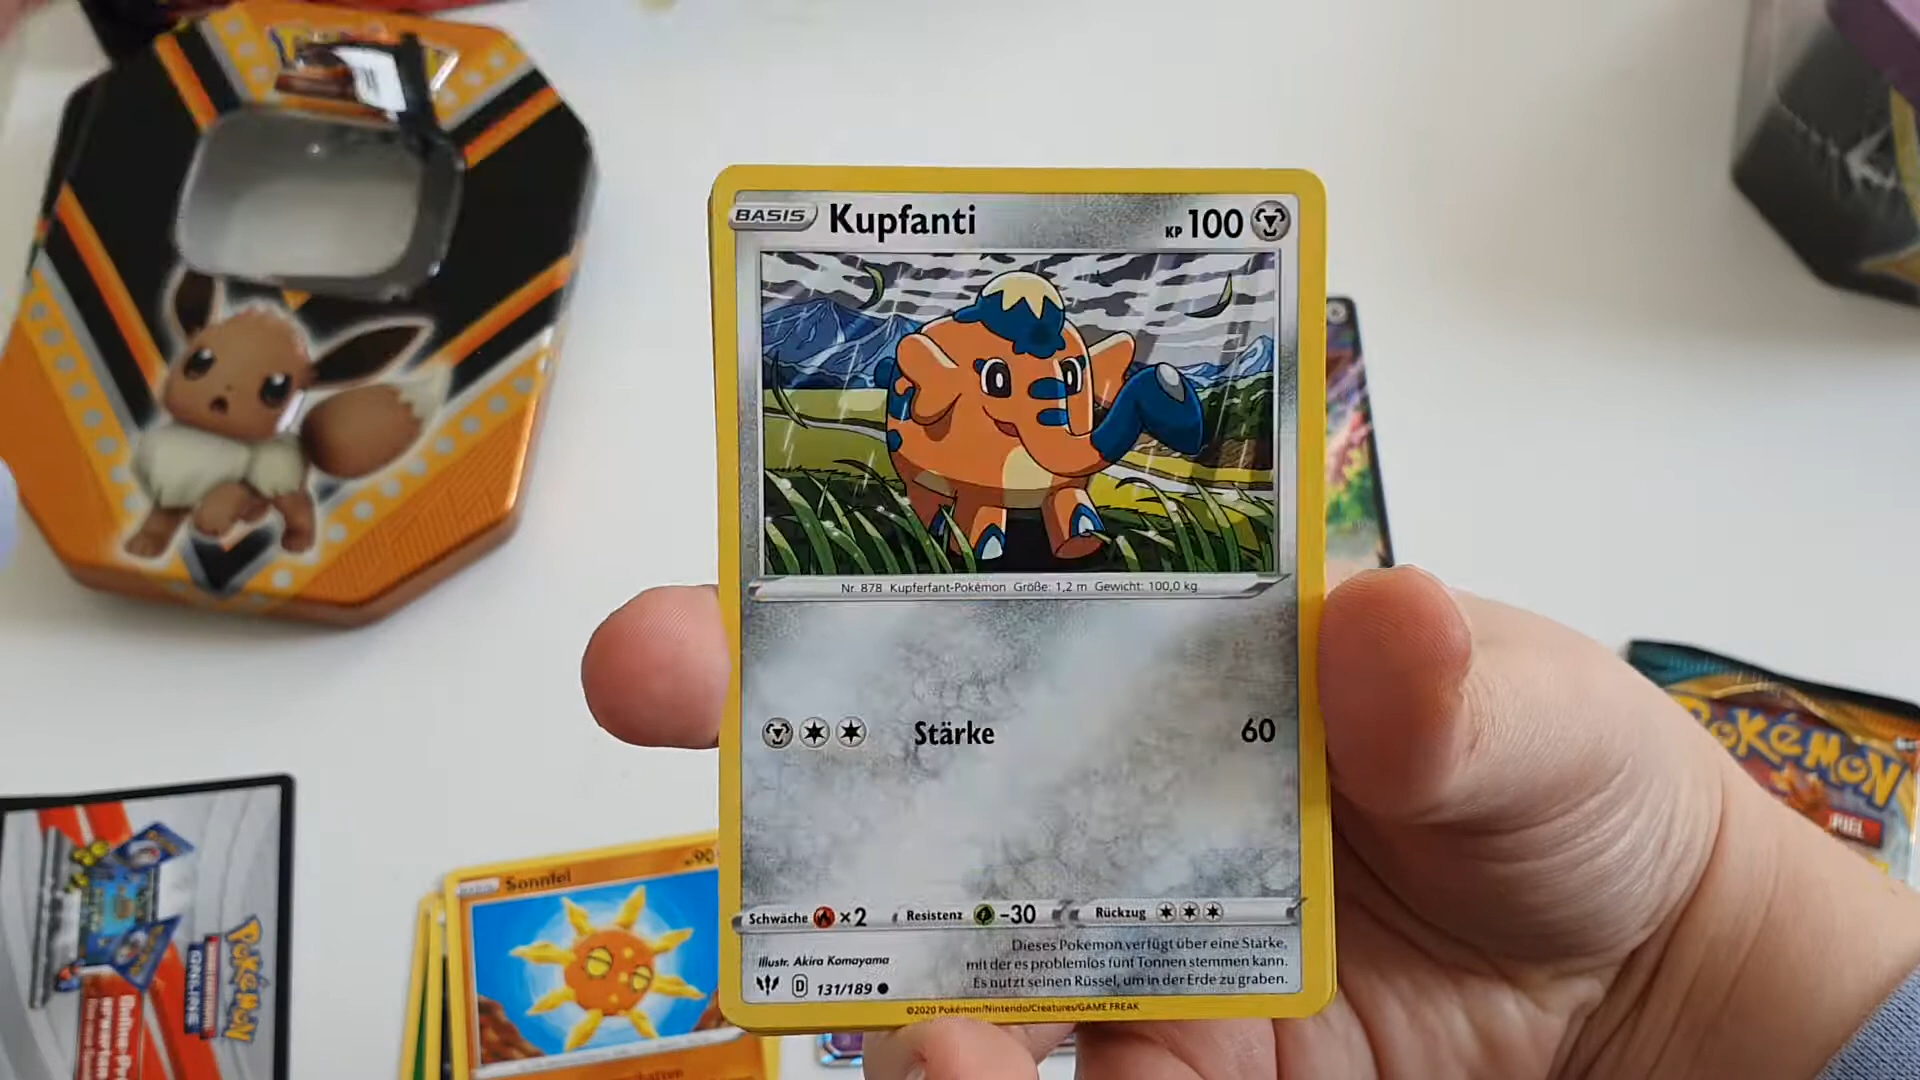 BASIS Kupfanti KP 100
Nr. 878 Kupferfant-Pokémon Größe: 1,2 m Gewicht: 100,0 kg
Stärke 60
Schwäche ×2 Resistenz -30 Rückzug
Illustr. Akira Komayama
Dieses Pokémon verfügt über eine Stärke,
mit der es problemlos fünf Tonnen stemmen kann.
Es nutzt seinen Rüssel, um in der Erde zu graben.
D 131/189
©2020 Pokémon/Nintendo/Creatures/GAME FREAK
Sonnfel
90
POKÉMON
POKÉMON